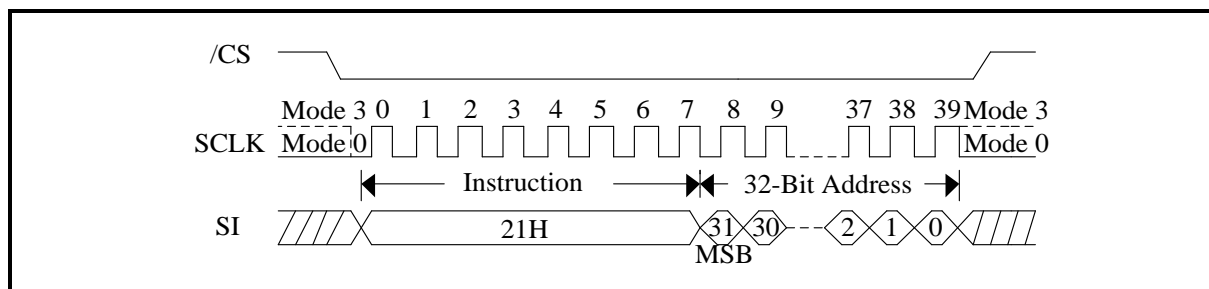 /CS
Mode 3 0 1 2 3 4 5 6 7 8 9 37 38 39 Mode 3
SCLK Mode 0 Mode 0
Instruction 32-Bit Address
SI 21H 31 30 2 1 0
MSB